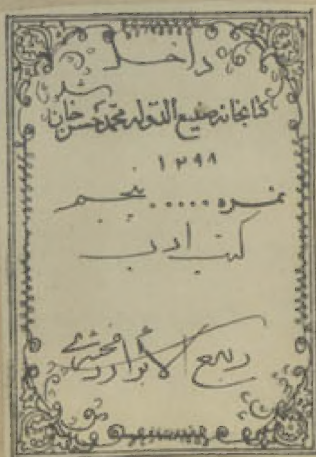 داخل
کتابخانه صنیع الدوله محمد حسن خان شد
۱۲۹۸
نمره ..... پنجم
کتب ادب
ربیع الابرار زمخشری